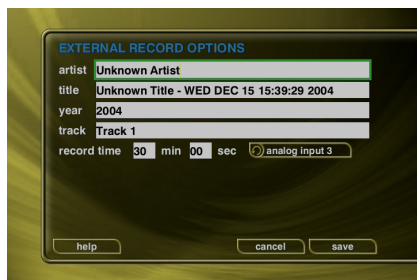 EXTERNAL RECORD OPTIONS
artist Unknown Artist
title Unknown Title - WED DEC 15 15:39:29 2004
year 2004
track Track 1
record time 30 min 00 sec analog input 3
help cancel save